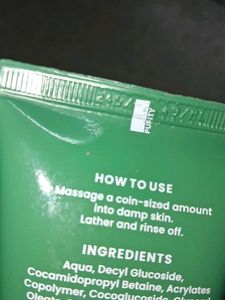 PURITY
HOW TO USE
Massage a coin-sized amount
into damp skin.
Lather and rinse off.
INGREDIENTS
Aqua, Decyl Glucoside,
Cocamidopropyl Betaine, Acrylates
Copolymer, Cocoglucoside,